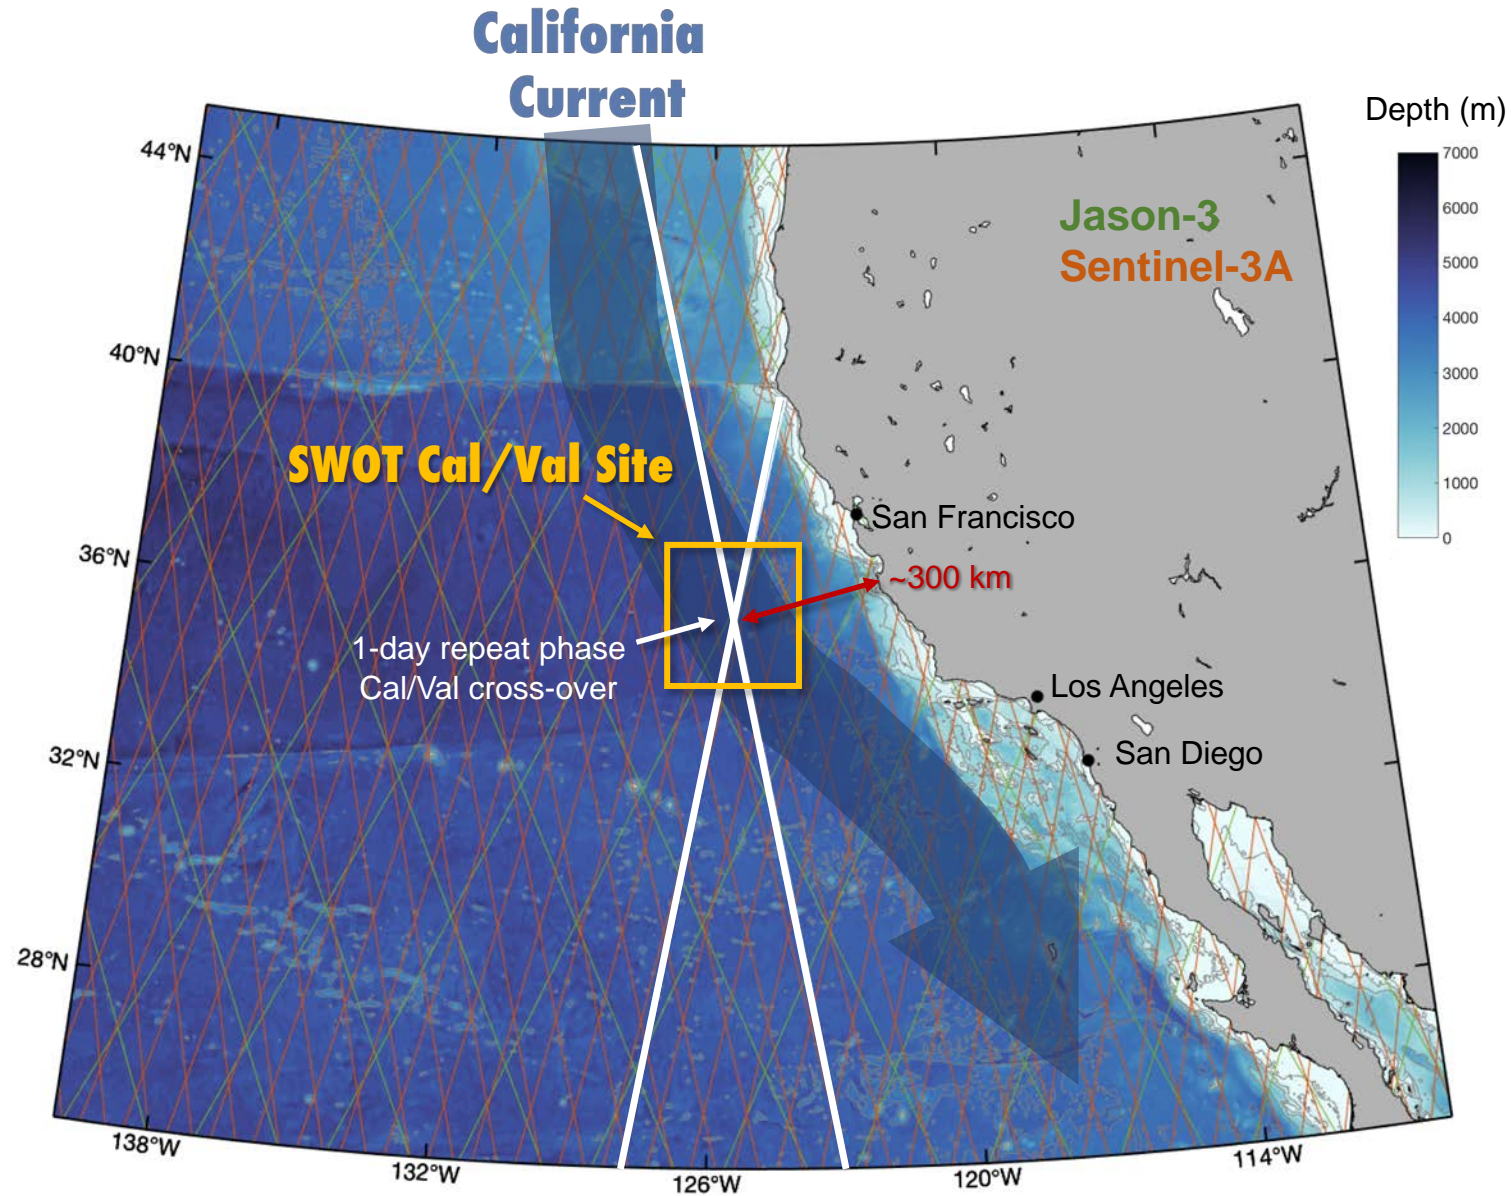 California
Current
Depth (m)
44°N
7000
6000
Jason-3
Sentinel-3A
5000
4000
40°N
3000
2000
SWOT Cal/Val Site
1000
San Francisco
0
36°N
~300 km
1-day repeat phase
Cal/Val cross-over
Los Angeles
32°N
San Diego
28°N
138°W
132°W
126°W
120°W
114°W